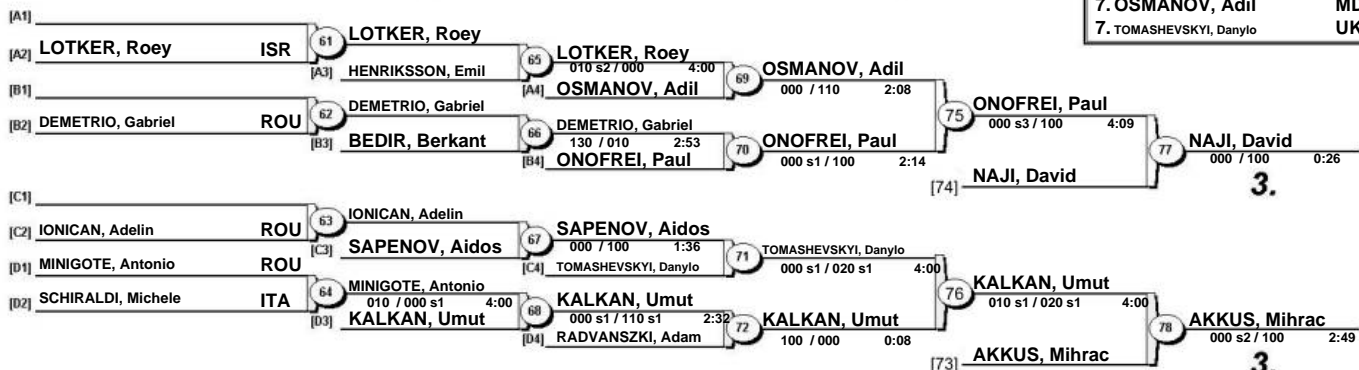 7. OSMANOV, Adil
7. TOMASHEVSKYI, Danylo UK
[A1]
[A2] LOTKER, Roey ISR
61 LOTKER, Roey
[A3] HENRIKSSON, Emil
65 LOTKER, Roey
010 s2 / 000 4:00
[A4] OSMANOV, Adil
69 OSMANOV, Adil
000 / 110 2:08
[B1]
[B2] DEMETRIO, Gabriel ROU
62 DEMETRIO, Gabriel
[B3] BEDIR, Berkant
66 DEMETRIO, Gabriel
130 / 010 2:53
[B4] ONOFREI, Paul
70 ONOFREI, Paul
000 s1 / 100 2:14
75 ONOFREI, Paul
000 s3 / 100 4:09
[74] NAJI, David
77 NAJI, David
000 / 100 0:26
3.
[C1]
[C2] IONICAN, Adelin ROU
63 IONICAN, Adelin
[C3] SAPENOV, Aidos
67 SAPENOV, Aidos
000 / 100 1:36
[C4] TOMASHEVSKYI, Danylo
71 TOMASHEVSKYI, Danylo
000 s1 / 020 s1 4:00
[D1] MINIGOTE, Antonio ROU
[D2] SCHIRALDI, Michele ITA
64 MINIGOTE, Antonio
010 / 000 s1 4:00
[D3] KALKAN, Umut
68 KALKAN, Umut
000 s1 / 110 s1 2:32
[D4] RADVANSZKI, Adam
72 KALKAN, Umut
100 / 000 0:08
76 KALKAN, Umut
010 s1 / 020 s1 4:00
[73] AKKUS, Mihrac
78 AKKUS, Mihrac
000 s2 / 100 2:49
3.